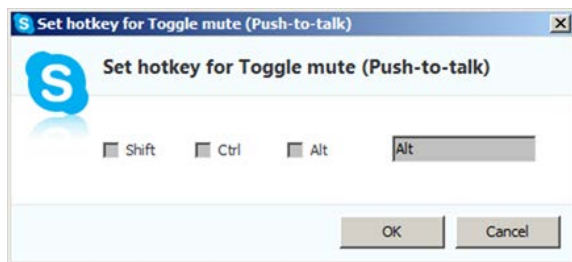 Set hotkey for Toggle mute (Push-to-talk)
Set hotkey for Toggle mute (Push-to-talk)
Shift Ctrl Alt Alt
OK Cancel